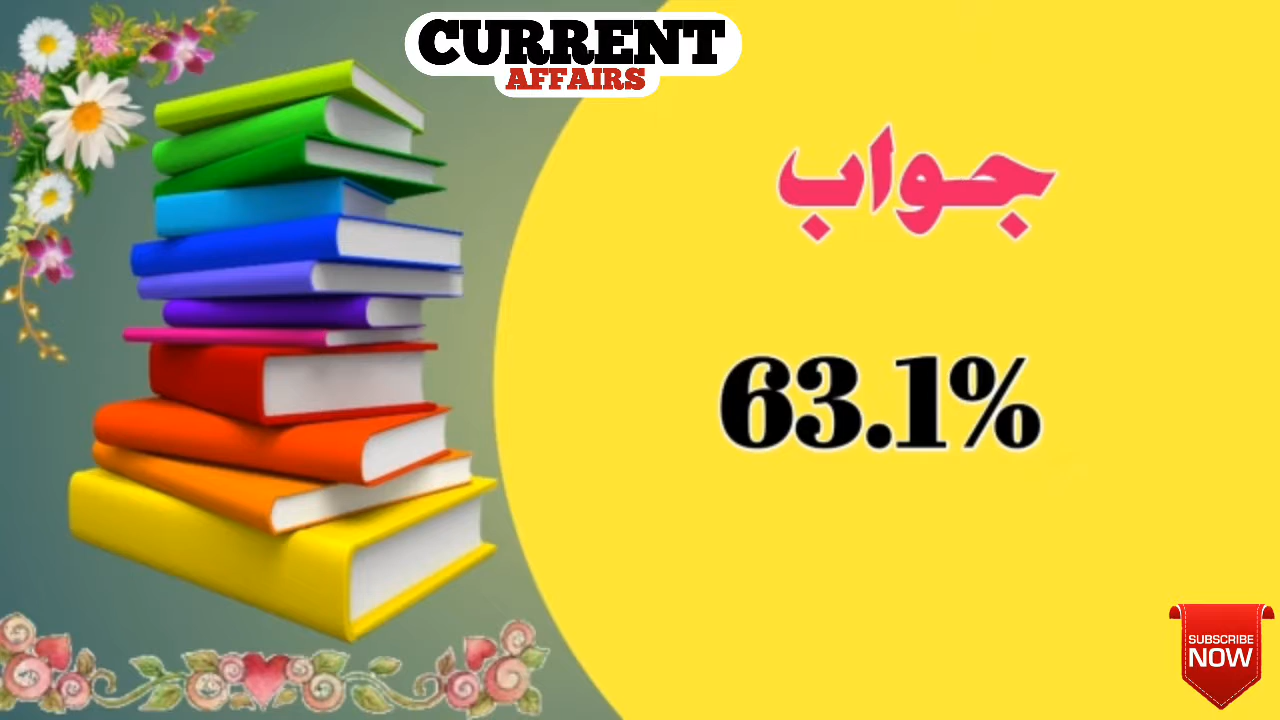 CURRENT
AFFAIRS
جواب
63.1%
SUBSCRIBE
NOW